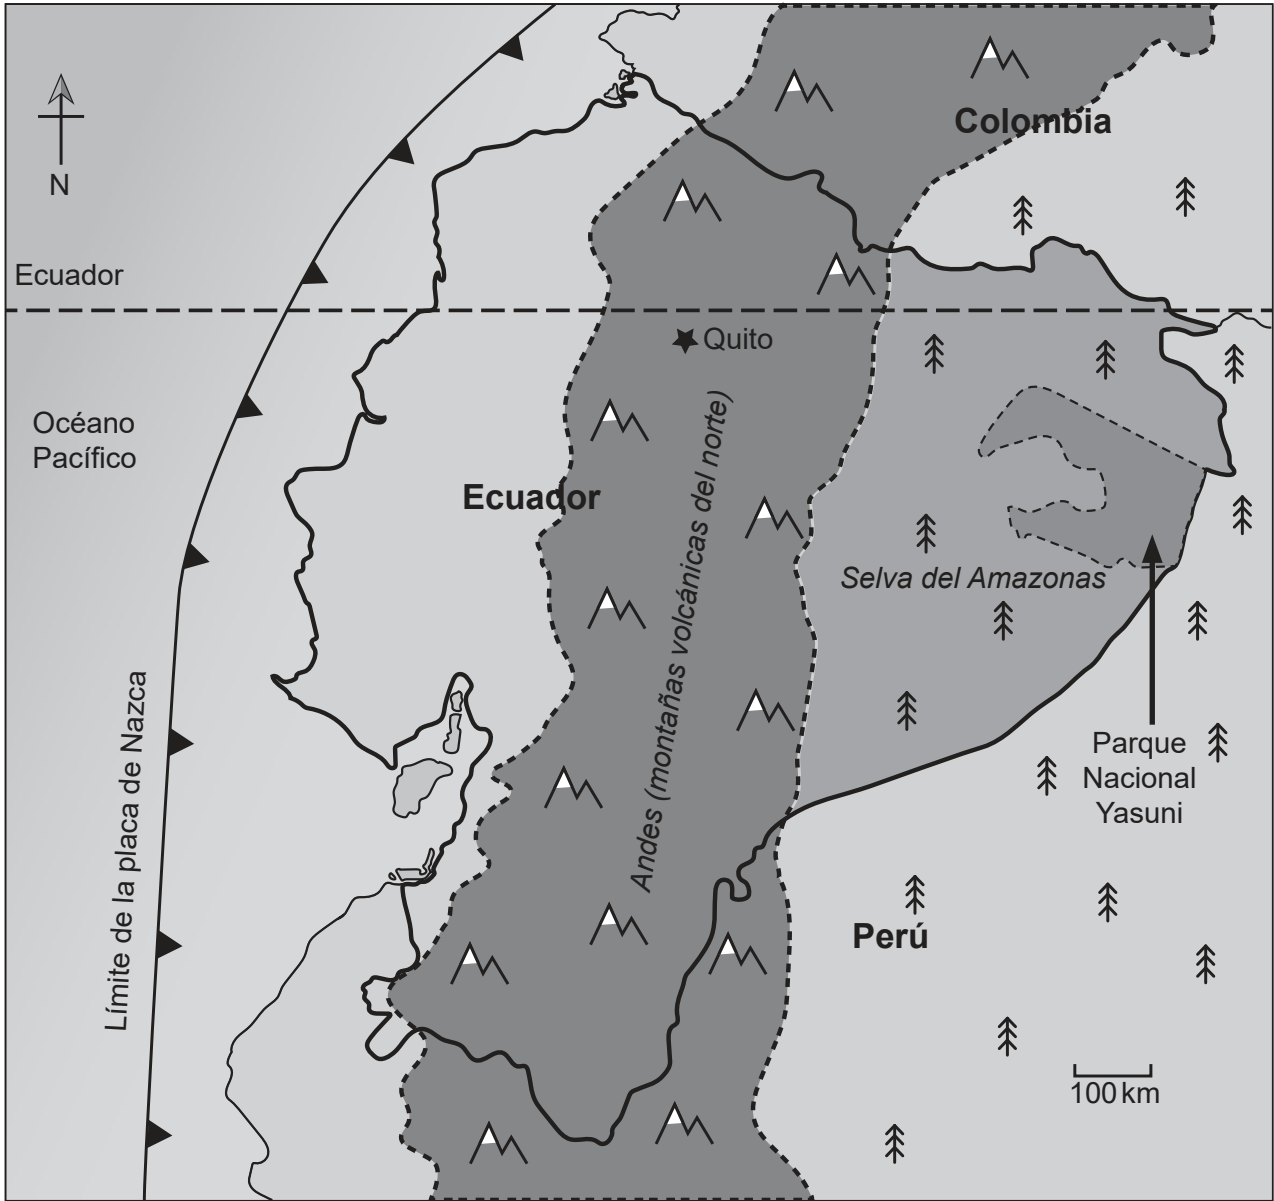 Colombia
N
Ecuador
Quito
Océano
Pacífico
Ecuador
Andes (montañas volcánicas del norte)
Selva del Amazonas
Límite de la placa de Nazca
Parque
Nacional
Yasuni
Perú
100 km